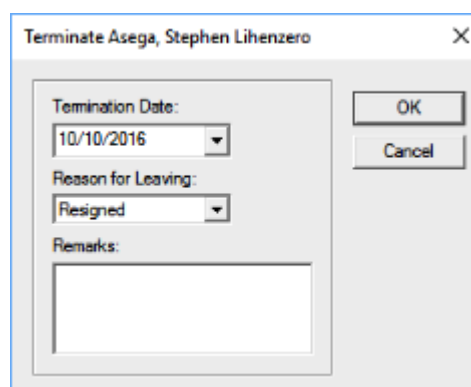 Terminate Asega, Stephen Lihenzero
Termination Date:
10/10/2016
Reason for Leaving:
Resigned
Remarks:
OK
Cancel